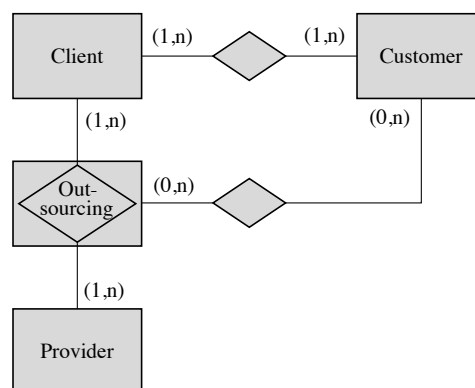 Client
(1,n)
(1,n)
Customer
(1,n)
(0,n)
Out-
sourcing
(0,n)
(1,n)
Provider